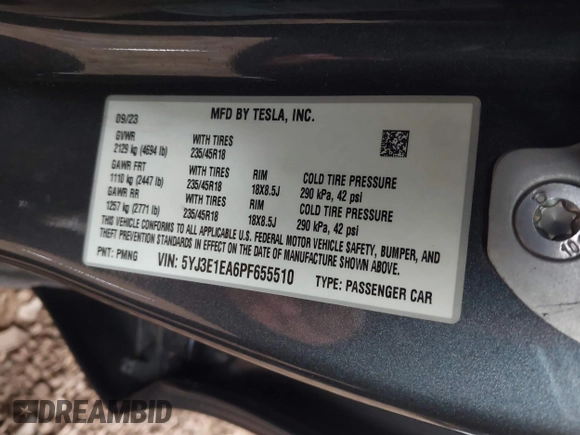 MFD BY TESLA, INC.
09/23
GVWR WITH TIRES
2129 kg (4694 lb) 235/45R18
GAWR FRT WITH TIRES RIM COLD TIRE PRESSURE
1110 kg (2447 lb) 235/45R18 18X8.5J 290 kPa, 42 psi
GAWR RR WITH TIRES RIM COLD TIRE PRESSURE
1257 kg (2771 lb) 235/45R18 18X8.5J 290 kPa, 42 psi
THIS VEHICLE CONFORMS TO ALL APPLICABLE U.S. FEDERAL MOTOR VEHICLE SAFETY, BUMPER, AND
THEFT PREVENTION STANDARDS IN EFFECT ON THE DATE OF MANUFACTURE SHOWN ABOVE.
PNT: PMNG VIN: 5YJ3E1EA6PF655510 TYPE: PASSENGER CAR
10
DREAMBID